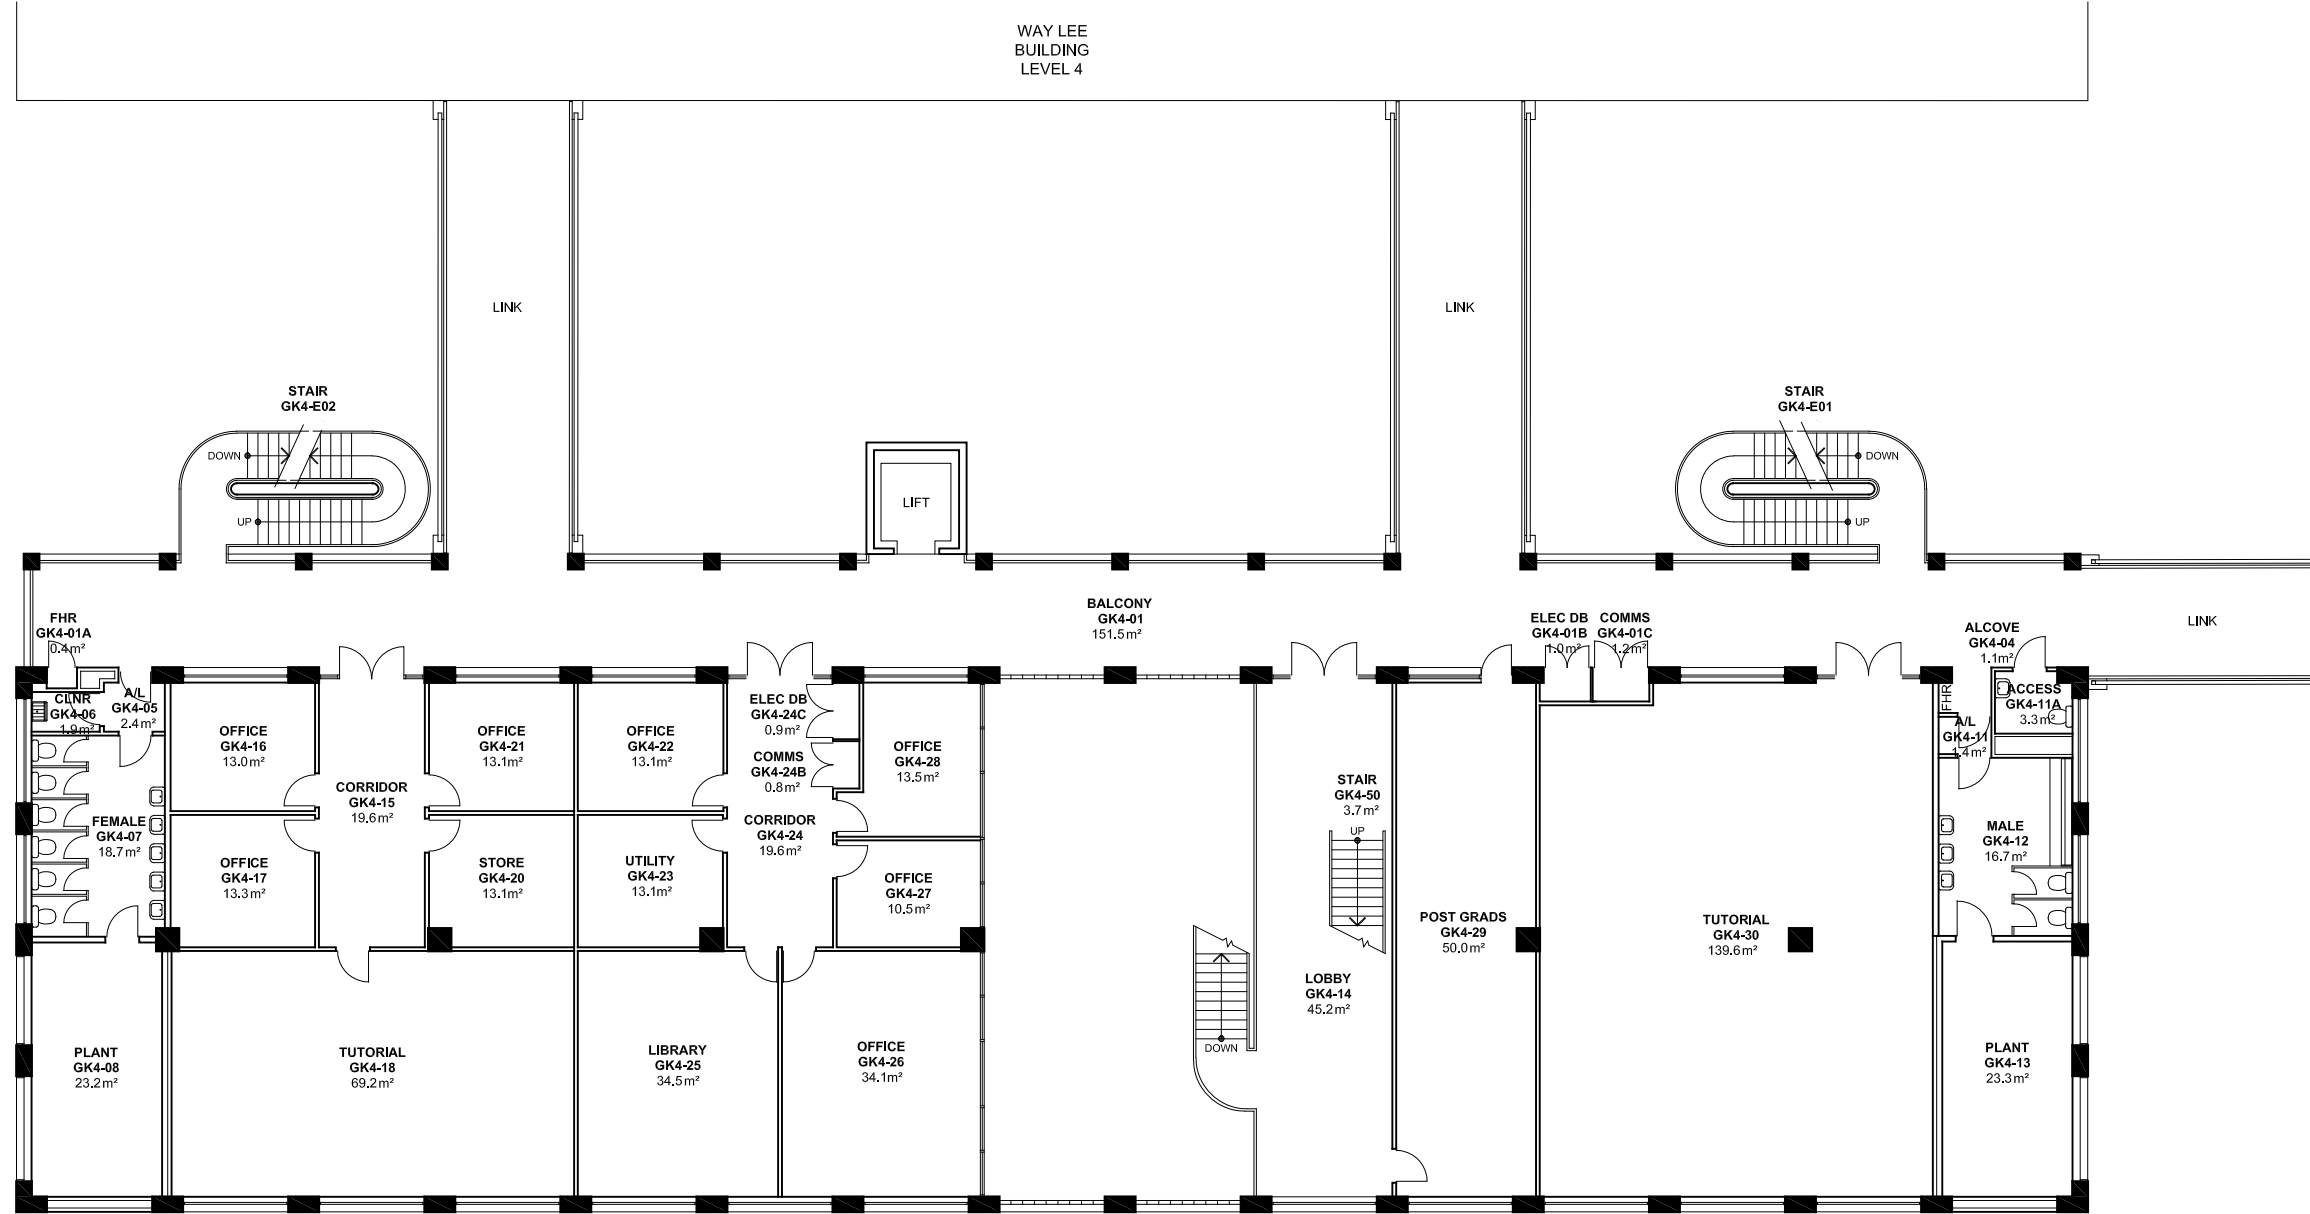 WAY LEE
BUILDING
LEVEL 4
LINK
LINK
STAIR
GK4-E02
DOWN
UP
STAIR
GK4-E01
DOWN
UP
LIFT
FHR
GK4-01A
0.4m²
BALCONY
GK4-01
151.5m²
ELEC DB
GK4-01B
1.0m²
COMMS
GK4-01C
1.2m²
ALCOVE
GK4-04
1.1m²
LINK
CLNR
GK4-06
1.9m²
A/L
GK4-05
2.4m²
OFFICE
GK4-16
13.0m²
OFFICE
GK4-21
13.1m²
OFFICE
GK4-22
13.1m²
ELEC DB
GK4-24C
0.9m²
COMMS
GK4-24B
0.8m²
OFFICE
GK4-28
13.5m²
FHR
ACCESS
GK4-11A
3.3m²
A/L
GK4-11
1.4m²
CORRIDOR
GK4-15
19.6m²
STAIR
GK4-50
3.7m²
UP
FEMALE
GK4-07
18.7m²
CORRIDOR
GK4-24
19.6m²
MALE
GK4-12
16.7m²
OFFICE
GK4-17
13.3m²
STORE
GK4-20
13.1m²
UTILITY
GK4-23
13.1m²
OFFICE
GK4-27
10.5m²
POST GRADS
GK4-29
50.0m²
TUTORIAL
GK4-30
139.6m²
LOBBY
GK4-14
45.2m²
DOWN
PLANT
GK4-08
23.2m²
TUTORIAL
GK4-18
69.2m²
LIBRARY
GK4-25
34.5m²
OFFICE
GK4-26
34.1m²
PLANT
GK4-13
23.3m²